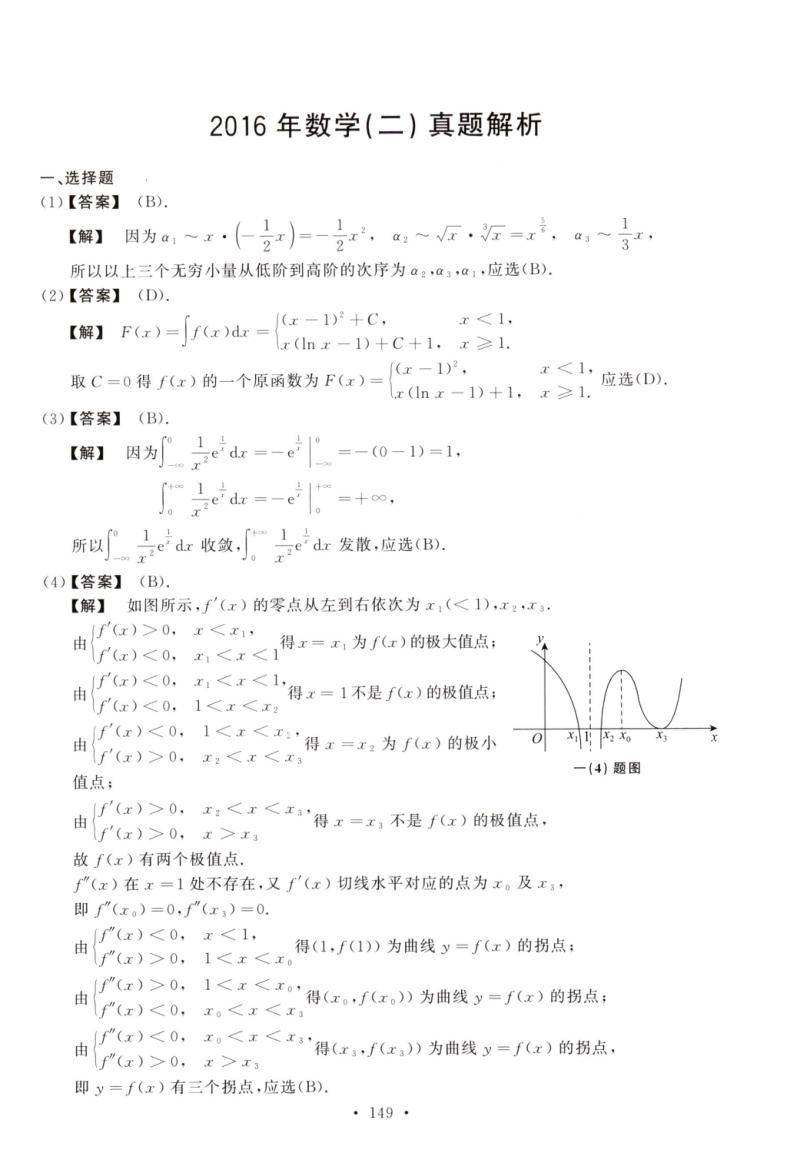 2016 年数学(二) 真题解析
一、选择题
(1)【答案】 (B).
【解】 因为 α₁ ～ x · (−1/2 x) = −1/2 x², α₂ ～ √x · ∛x = x^(5/6), α₃ ～ 1/3 x,
所以以上三个无穷小量从低阶到高阶的次序为 α₂,α₃,α₁,应选(B).
(2)【答案】 (D).
【解】 F(x) = ∫f(x)dx = { (x − 1)² + C, x < 1,
x(ln x − 1) + C + 1, x ⩾ 1.
取 C = 0 得 f(x) 的一个原函数为 F(x) = { (x − 1)², x < 1,
x(ln x − 1) + 1, x ⩾ 1. 应选(D).
(3)【答案】 (B).
【解】 因为 ∫_{−∞}^{0} 1/x² e^{1/x} dx = −e^{1/x} |_{−∞}^{0} = −(0 − 1) = 1,
∫_{0}^{+∞} 1/x² e^{1/x} dx = −e^{1/x} |_{0}^{+∞} = +∞,
所以 ∫_{−∞}^{0} 1/x² e^{1/x} dx 收敛, ∫_{0}^{+∞} 1/x² e^{1/x} dx 发散,应选(B).
(4)【答案】 (B).
【解】 如图所示,f′(x) 的零点从左到右依次为 x₁(< 1),x₂,x₃.
由 { f′(x) > 0, x < x₁,
f′(x) < 0, x₁ < x < 1 得 x = x₁ 为 f(x) 的极大值点;
由 { f′(x) < 0, x₁ < x < 1,
f′(x) < 0, 1 < x < x₂ 得 x = 1 不是 f(x) 的极值点;
由 { f′(x) < 0, 1 < x < x₂,
f′(x) > 0, x₂ < x < x₃ 得 x = x₂ 为 f(x) 的极小
值点;
y
O x₁ 1 x₂ x₀ x₃ x
一(4) 题图
由 { f′(x) > 0, x₂ < x < x₃,
f′(x) > 0, x > x₃ 得 x = x₃ 不是 f(x) 的极值点,
故 f(x) 有两个极值点.
f″(x) 在 x = 1 处不存在,又 f′(x) 切线水平对应的点为 x₀ 及 x₃,
即 f″(x₀) = 0,f″(x₃) = 0.
由 { f″(x) < 0, x < 1,
f″(x) > 0, 1 < x < x₀ 得(1,f(1)) 为曲线 y = f(x) 的拐点;
由 { f″(x) > 0, 1 < x < x₀,
f″(x) < 0, x₀ < x < x₃ 得(x₀,f(x₀)) 为曲线 y = f(x) 的拐点;
由 { f″(x) < 0, x₀ < x < x₃,
f″(x) > 0, x > x₃ 得(x₃,f(x₃)) 为曲线 y = f(x) 的拐点,
即 y = f(x) 有三个拐点,应选(B).
• 149 •